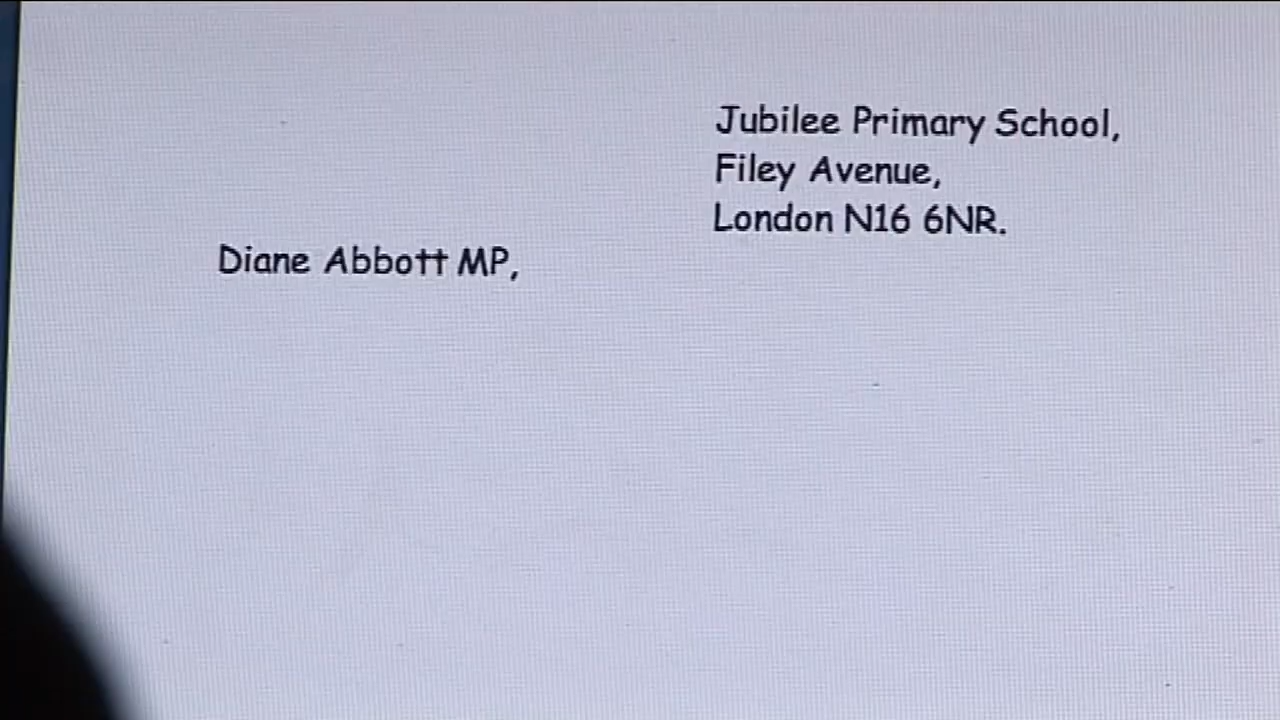 Jubilee Primary School,
Filey Avenue,
London N16 6NR.
Diane Abbott MP,